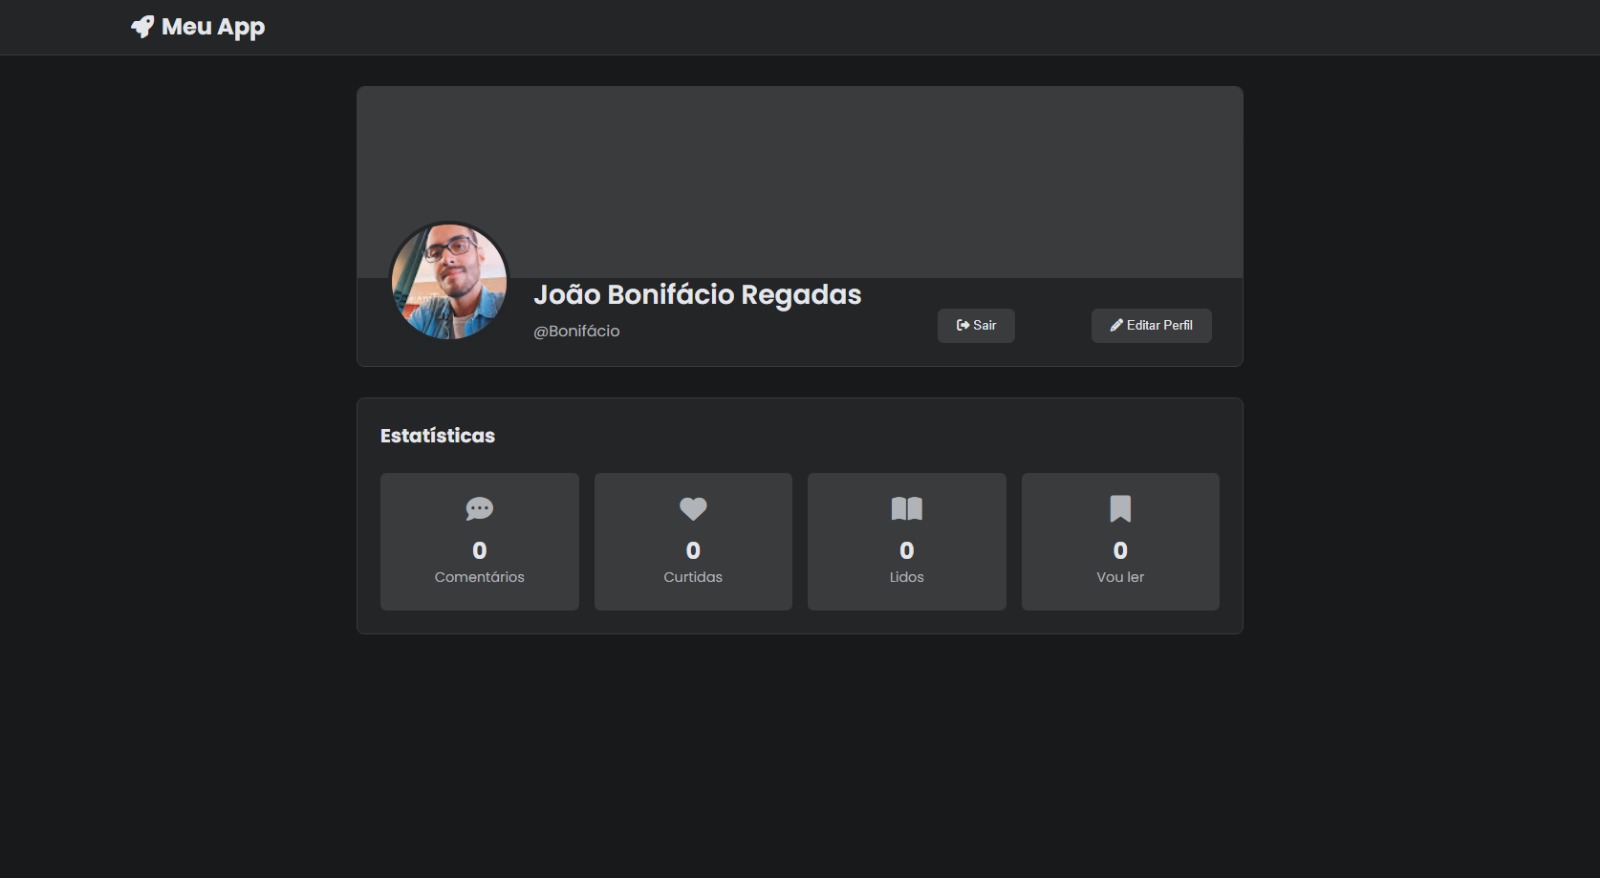 Meu App
João Bonifácio Regadas
@Bonifácio
Sair
Editar Perfil
Estatísticas
0
Comentários
0
Curtidas
0
Lidos
0
Vou ler